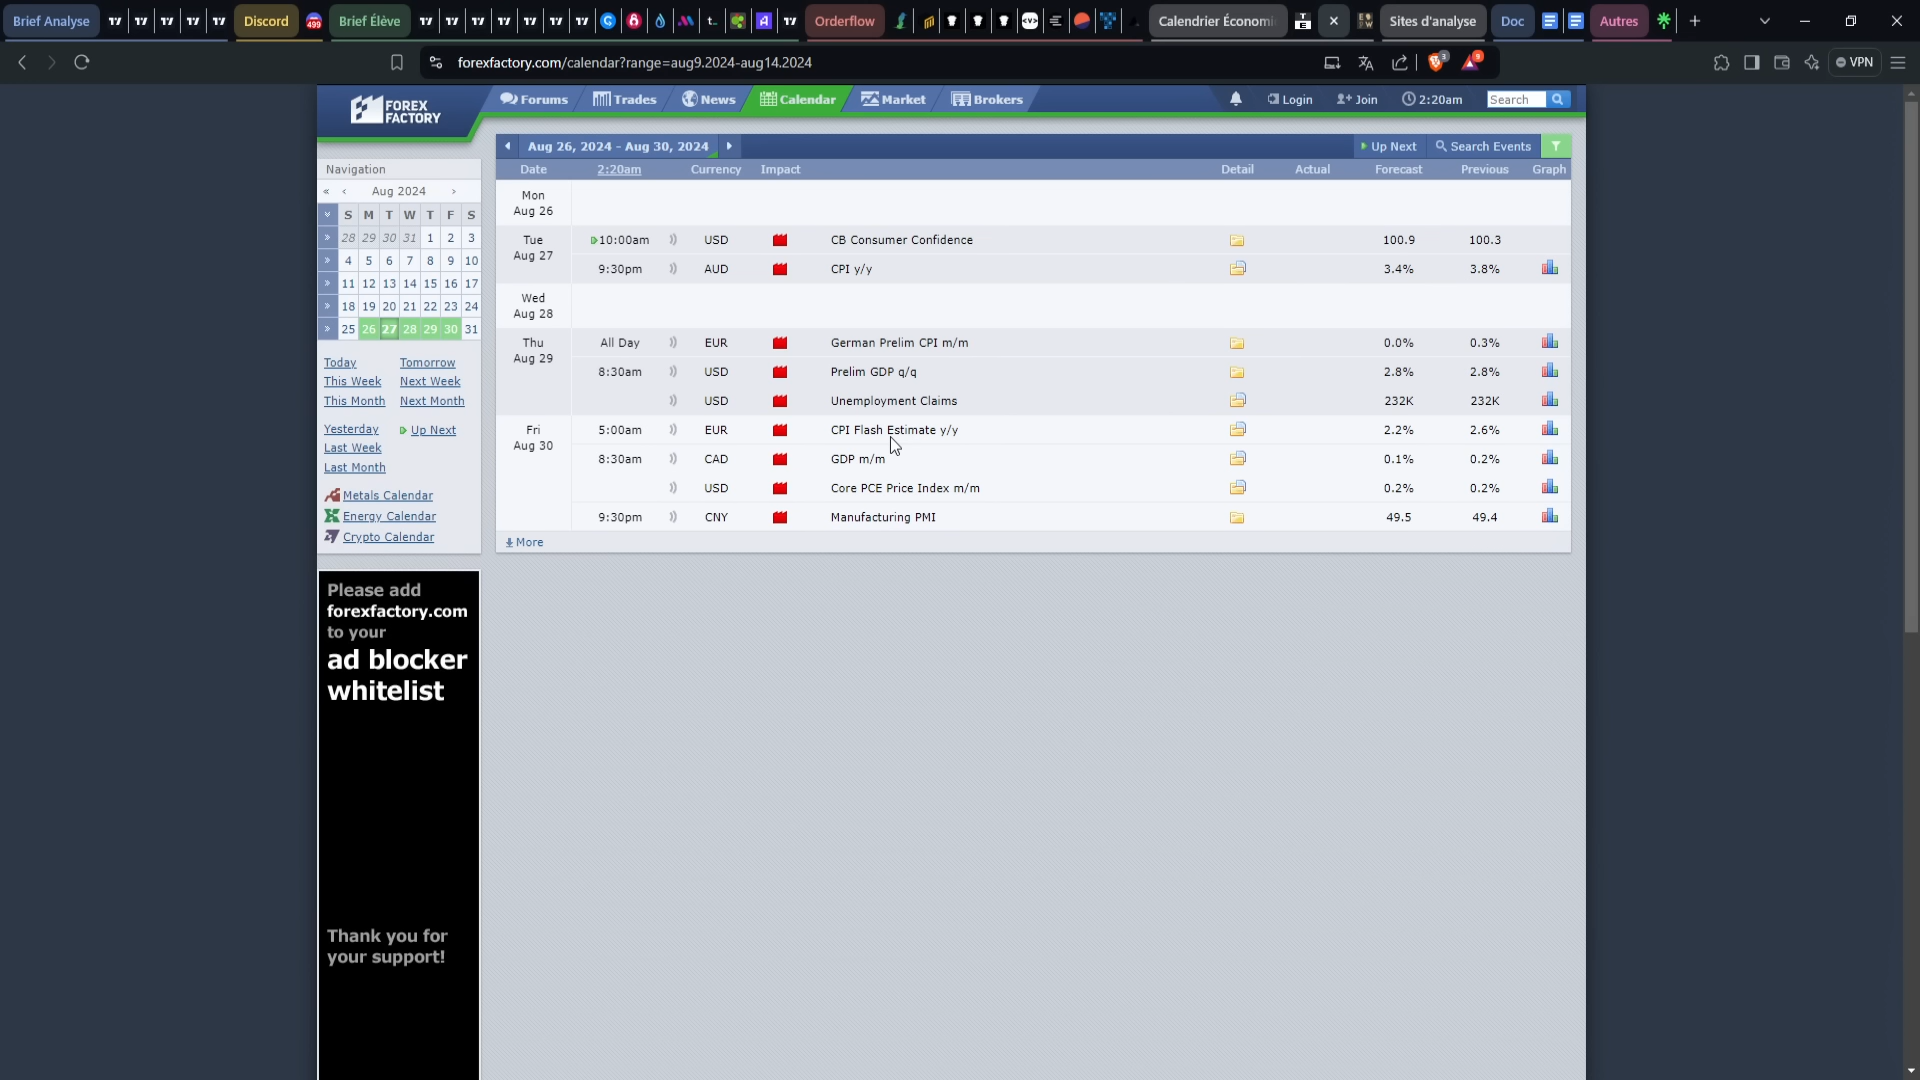 Brief Analyse
Discord
499
Brief Élève
Orderflow
Calendrier Économi
Sites d'analyse
Doc
Autres
forexfactory.com/calendar?range=aug9.2024-aug14.2024
VPN
FOREX
FACTORY
Forums
Trades
News
Calendar
Market
Brokers
Login
Join
2:20am
Search
Navigation
« ‹ Aug 2024 ›
S M T W T F S
» 28 29 30 31 1 2 3
» 4 5 6 7 8 9 10
» 11 12 13 14 15 16 17
» 18 19 20 21 22 23 24
» 25 26 27 28 29 30 31
Today Tomorrow
This Week Next Week
This Month Next Month
Yesterday Up Next
Last Week
Last Month
Metals Calendar
Energy Calendar
Crypto Calendar
Please add
forexfactory.com
to your
ad blocker
whitelist
Thank you for
your support!
Aug 26, 2024 - Aug 30, 2024
Up Next
Search Events
Date 2:20am Currency Impact Detail Actual Forecast Previous Graph
Mon
Aug 26
Tue
Aug 27
10:00am USD CB Consumer Confidence 100.9 100.3
9:30pm AUD CPI y/y 3.4% 3.8%
Wed
Aug 28
Thu
Aug 29
All Day EUR German Prelim CPI m/m 0.0% 0.3%
8:30am USD Prelim GDP q/q 2.8% 2.8%
USD Unemployment Claims 232K 232K
Fri
Aug 30
5:00am EUR CPI Flash Estimate y/y 2.2% 2.6%
8:30am CAD GDP m/m 0.1% 0.2%
USD Core PCE Price Index m/m 0.2% 0.2%
9:30pm CNY Manufacturing PMI 49.5 49.4
More